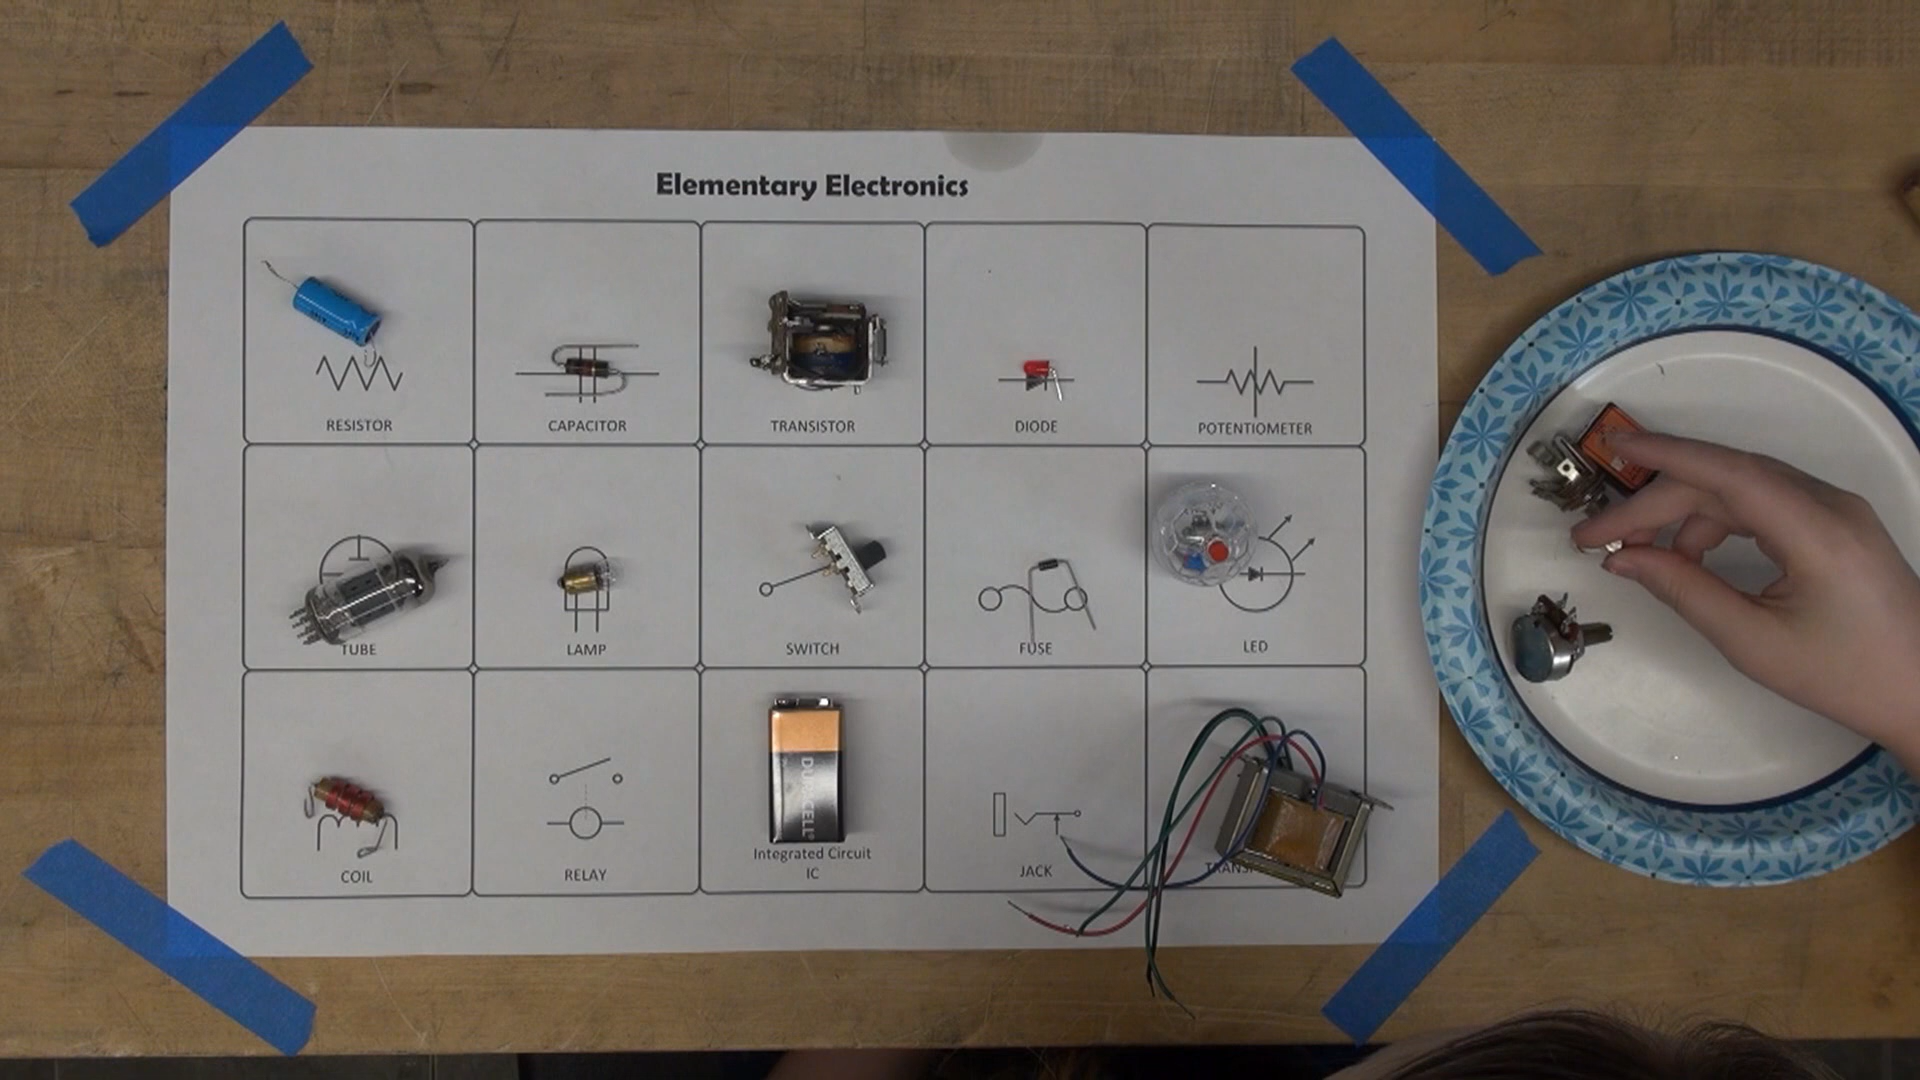 Elementary Electronics
RESISTOR
CAPACITOR
TRANSISTOR
DIODE
POTENTIOMETER
TUBE
LAMP
SWITCH
FUSE
LED
COIL
RELAY
DURACELL
Integrated Circuit
IC
JACK